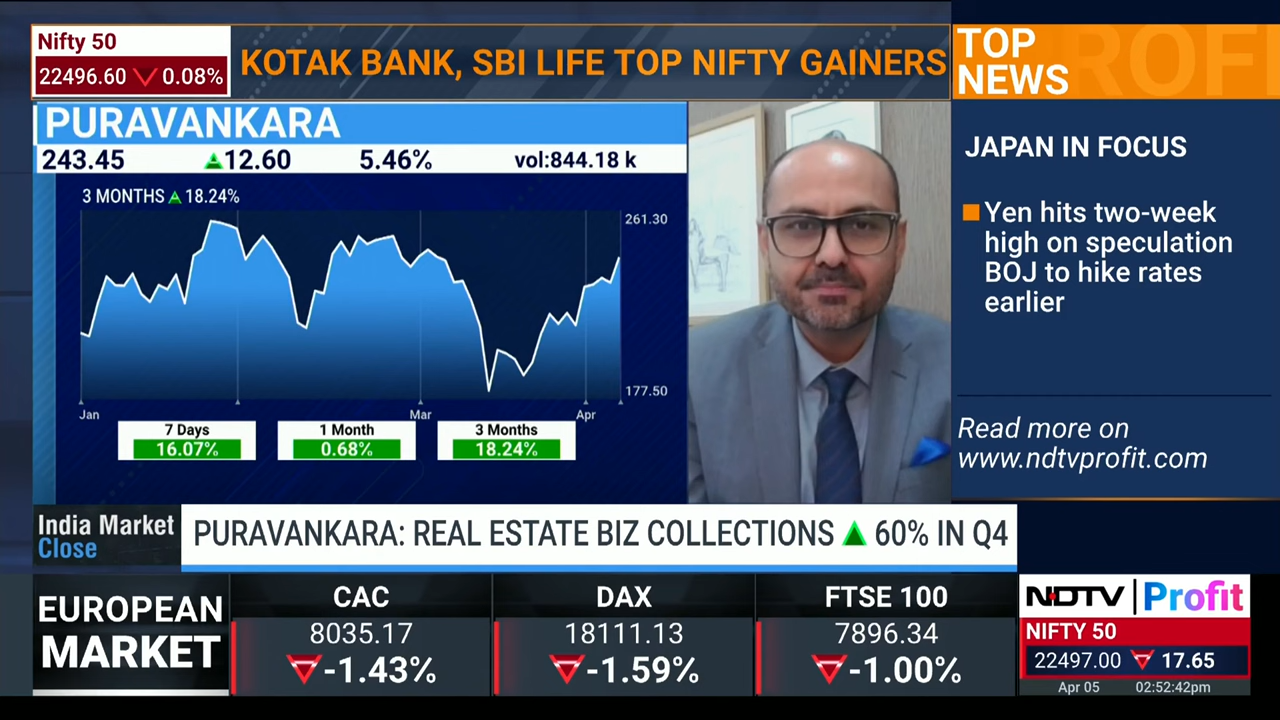 Nifty 50
22496.60 0.08%
KOTAK BANK, SBI LIFE TOP NIFTY GAINERS
TOP
NEWS
PURAVANKARA
243.45 12.60 5.46% vol:844.18 k
3 MONTHS 18.24%
261.30
177.50
Jan Mar Apr
7 Days
16.07%
1 Month
0.68%
3 Months
18.24%
JAPAN IN FOCUS
Yen hits two-week
high on speculation
BOJ to hike rates
earlier
Read more on
www.ndtvprofit.com
India Market
Close
PURAVANKARA: REAL ESTATE BIZ COLLECTIONS ▲ 60% IN Q4
EUROPEAN
MARKET
CAC
8035.17
-1.43%
DAX
18111.13
-1.59%
FTSE 100
7896.34
-1.00%
NDTV Profit
NIFTY 50
22497.00 17.65
Apr 05 02:52:42pm